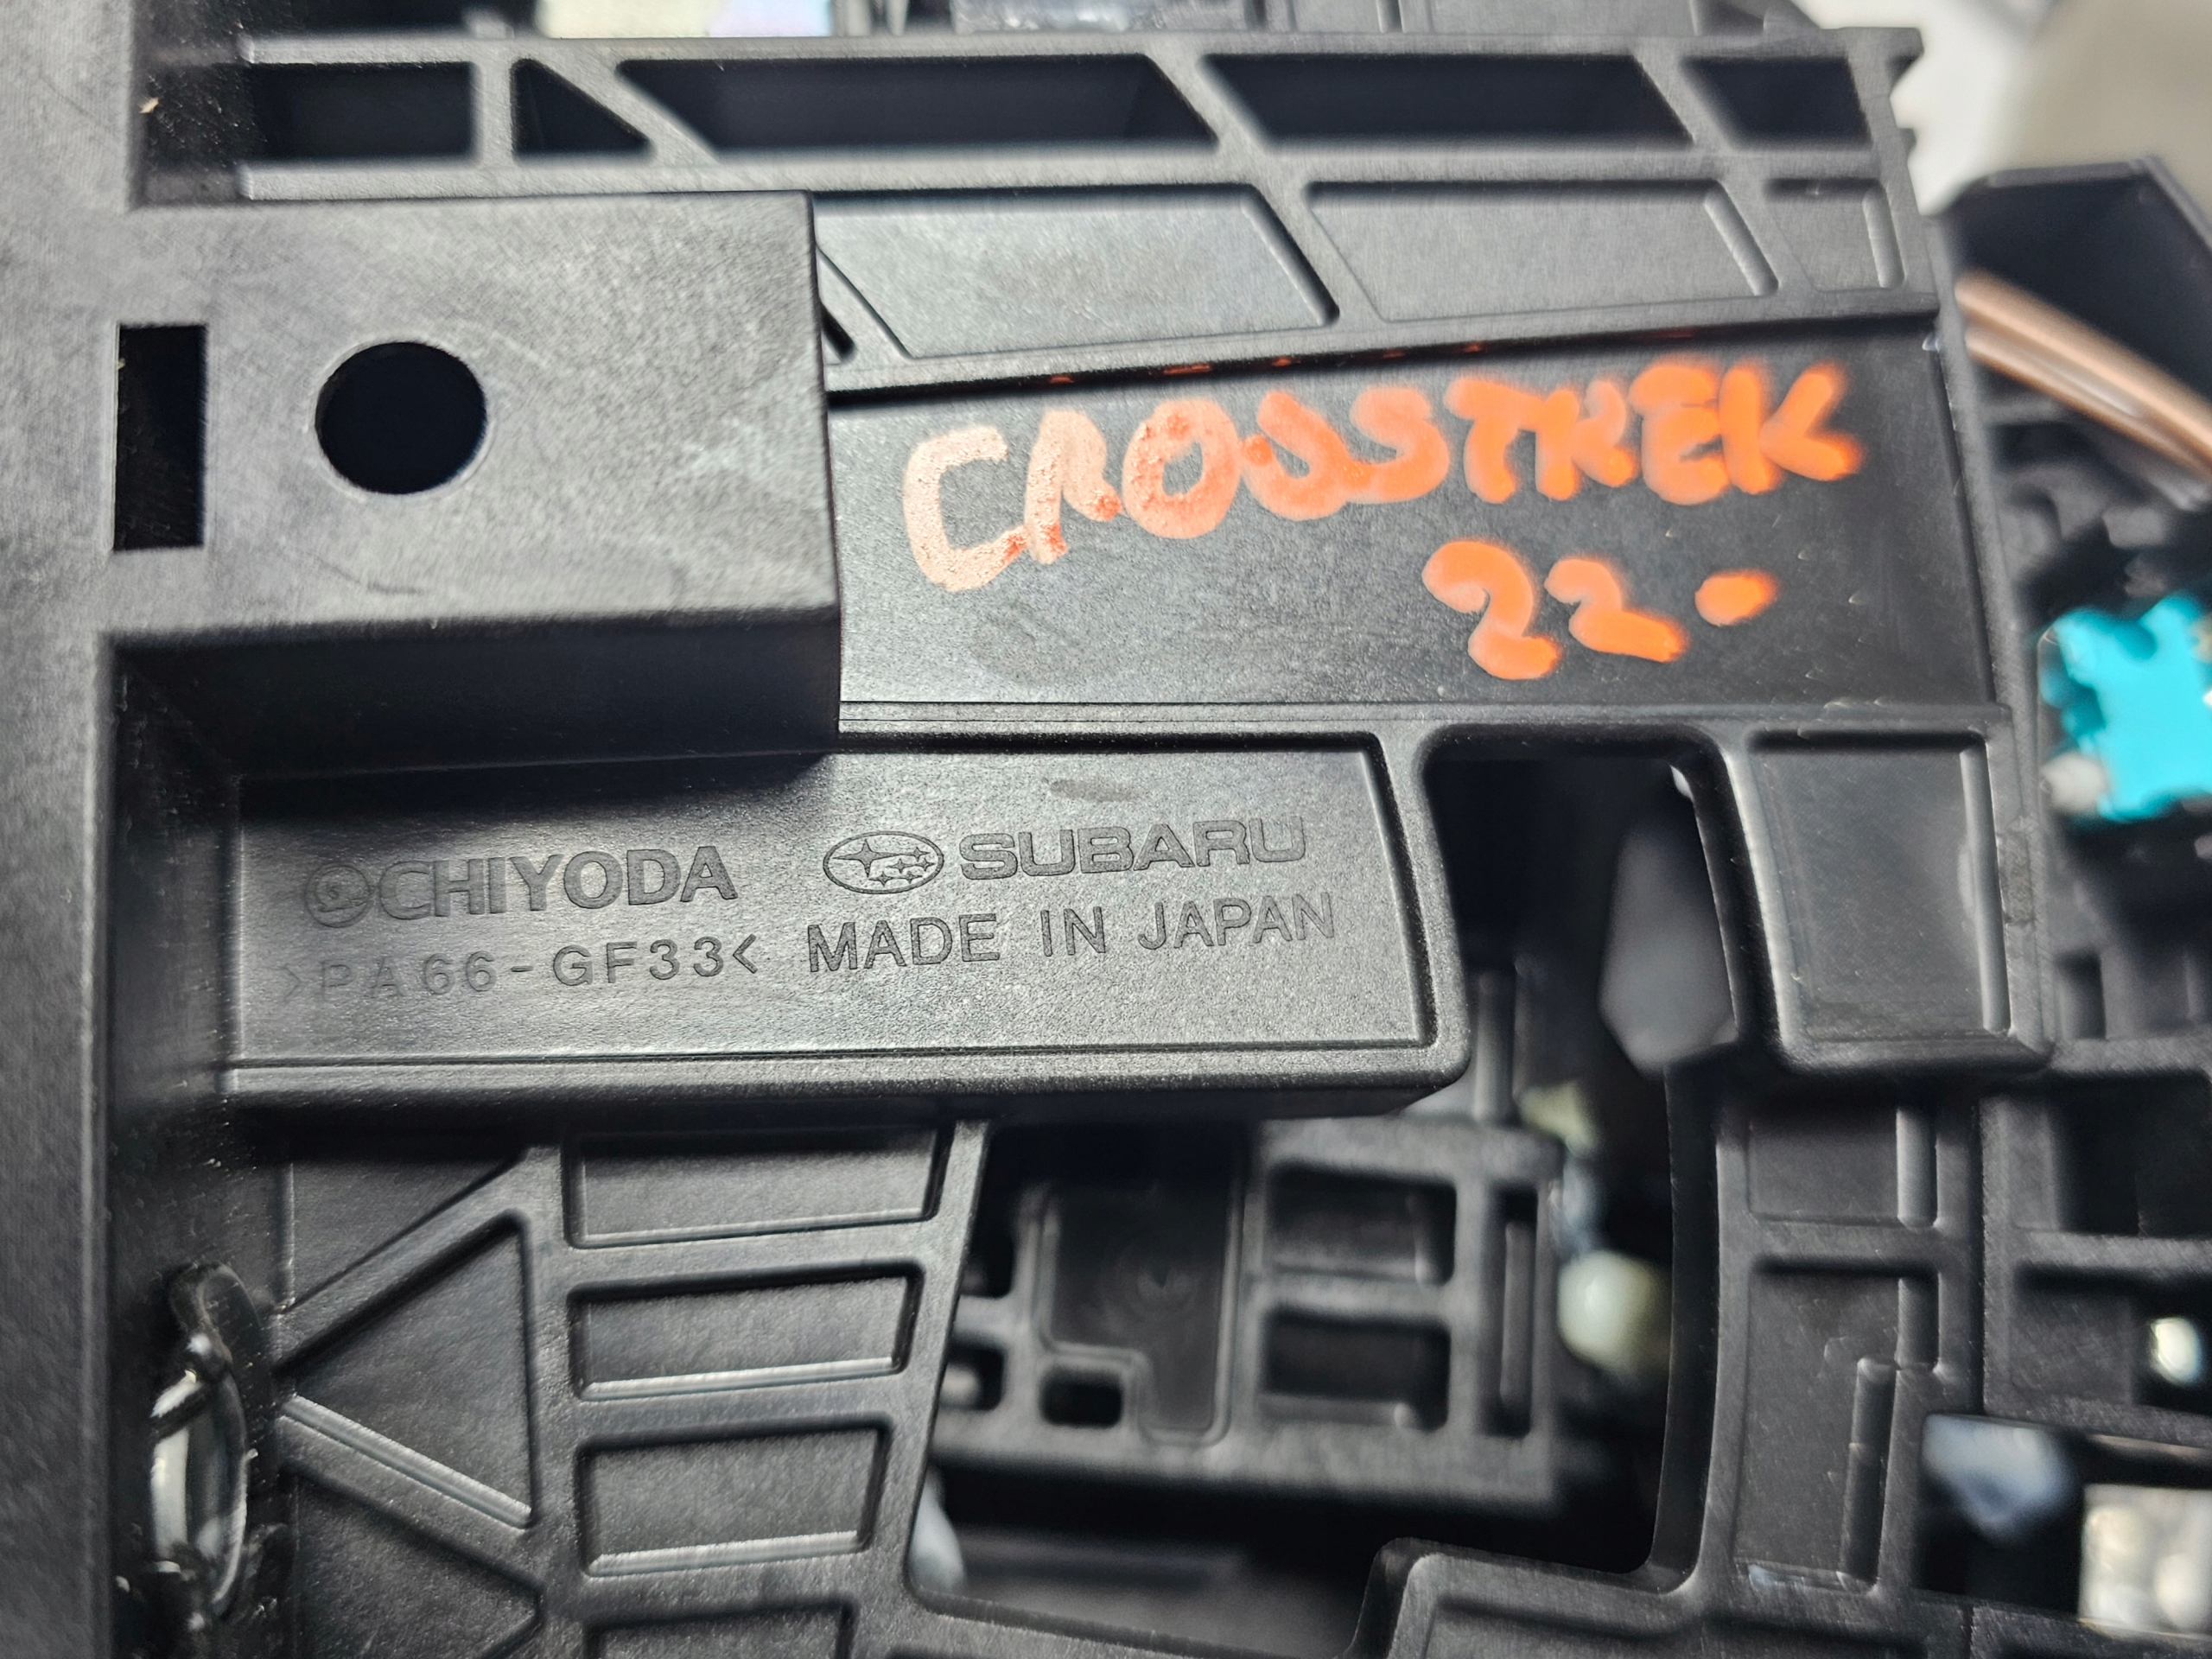 CROSSTREK
22-
CHIYODA SUBARU
>PA66-GF33< MADE IN JAPAN